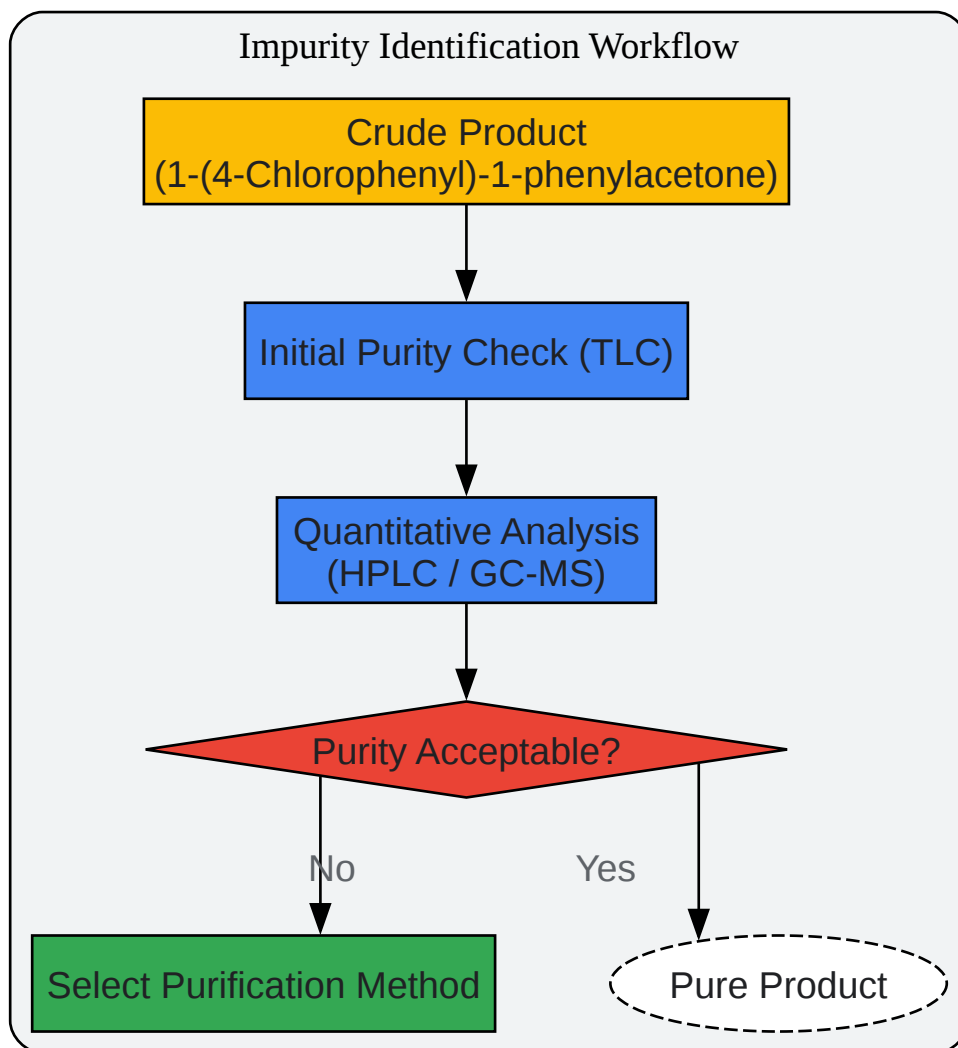 Impurity Identification Workflow
Crude Product
(1-(4-Chlorophenyl)-1-phenylacetone)
Initial Purity Check (TLC)
Quantitative Analysis
(HPLC / GC-MS)
Purity Acceptable?
No
Yes
Select Purification Method
Pure Product